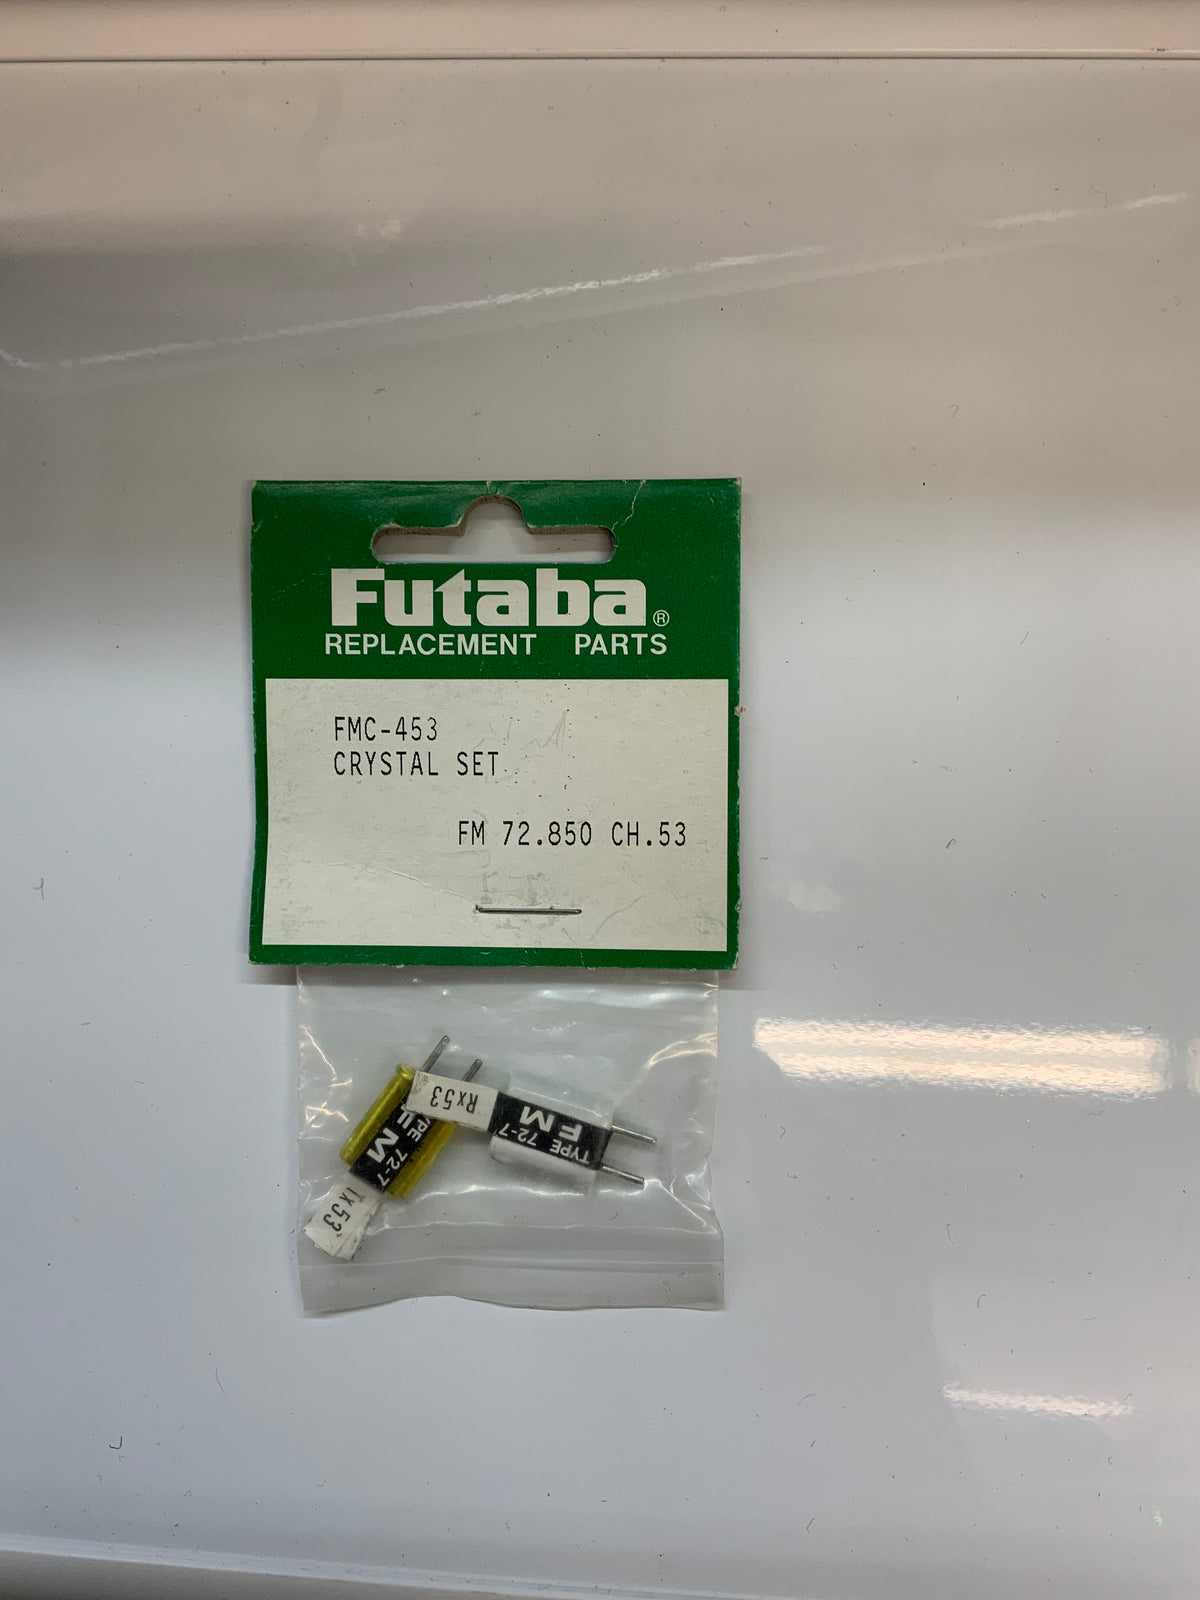 Futaba®
REPLACEMENT PARTS
FMC-453
CRYSTAL SET
FM 72.850 CH.53
Rx53
TYPE 72-7
FM
TYPE 72-7
FM
Tx53